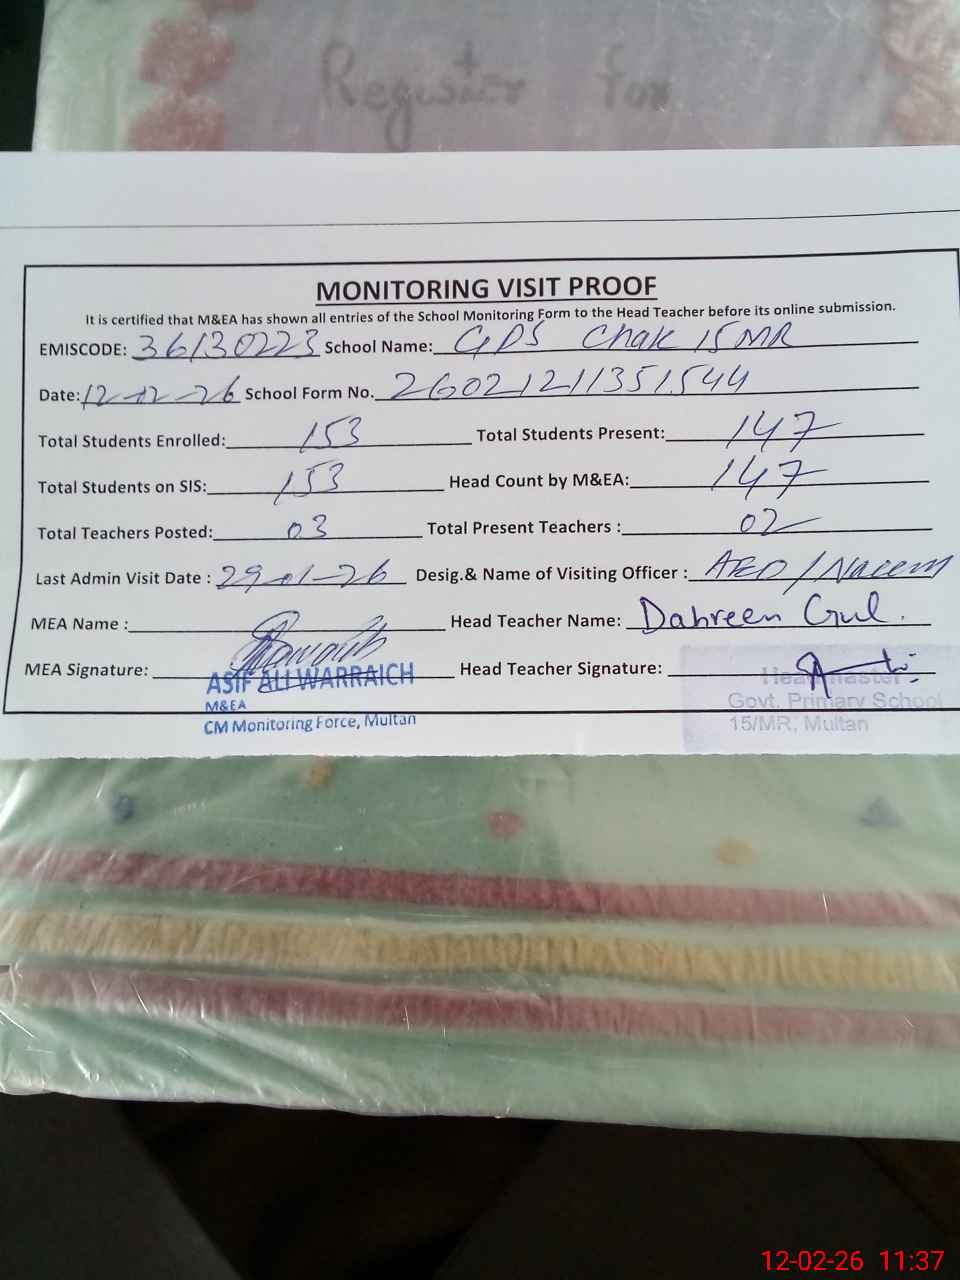 Register for
MONITORING VISIT PROOF
It is certified that M&EA has shown all entries of the School Monitoring Form to the Head Teacher before its online submission.
EMISCODE: 36130223 School Name: GPS Chak 15MR
Date: 12-02-26 School Form No. 26021211351544
Total Students Enrolled: 153 Total Students Present: 147
Total Students on SIS: 153 Head Count by M&EA: 147
Total Teachers Posted: 03 Total Present Teachers : 02
Last Admin Visit Date : 29-01-26 Desig.& Name of Visiting Officer : AEO/Naeem
MEA Name : Head Teacher Name: Dahreen Gul.
MEA Signature: Head Teacher Signature:
ASIF ALI WARRAICH
M&EA
CM Monitoring Force, Multan
Headmaster
Govt. Primary School
15/MR, Multan
12-02-26 11:37